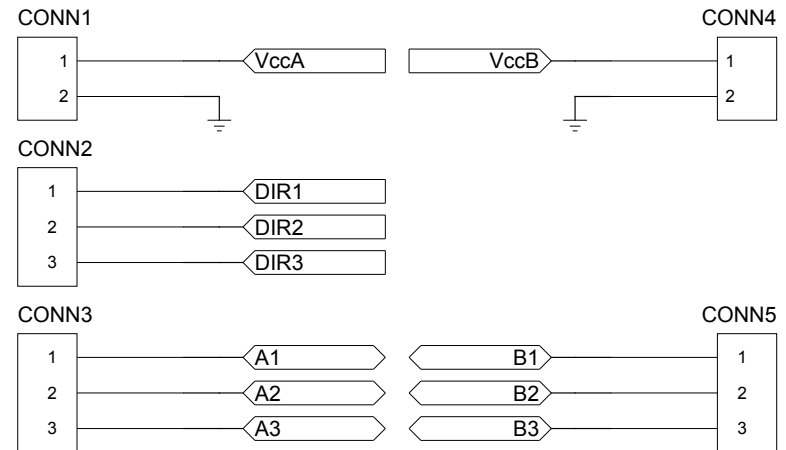 CONN1 CONN4
1 VccA VccB 1
2 2
CONN2
1 DIR1
2 DIR2
3 DIR3
CONN3 CONN5
1 A1 B1 1
2 A2 B2 2
3 A3 B3 3